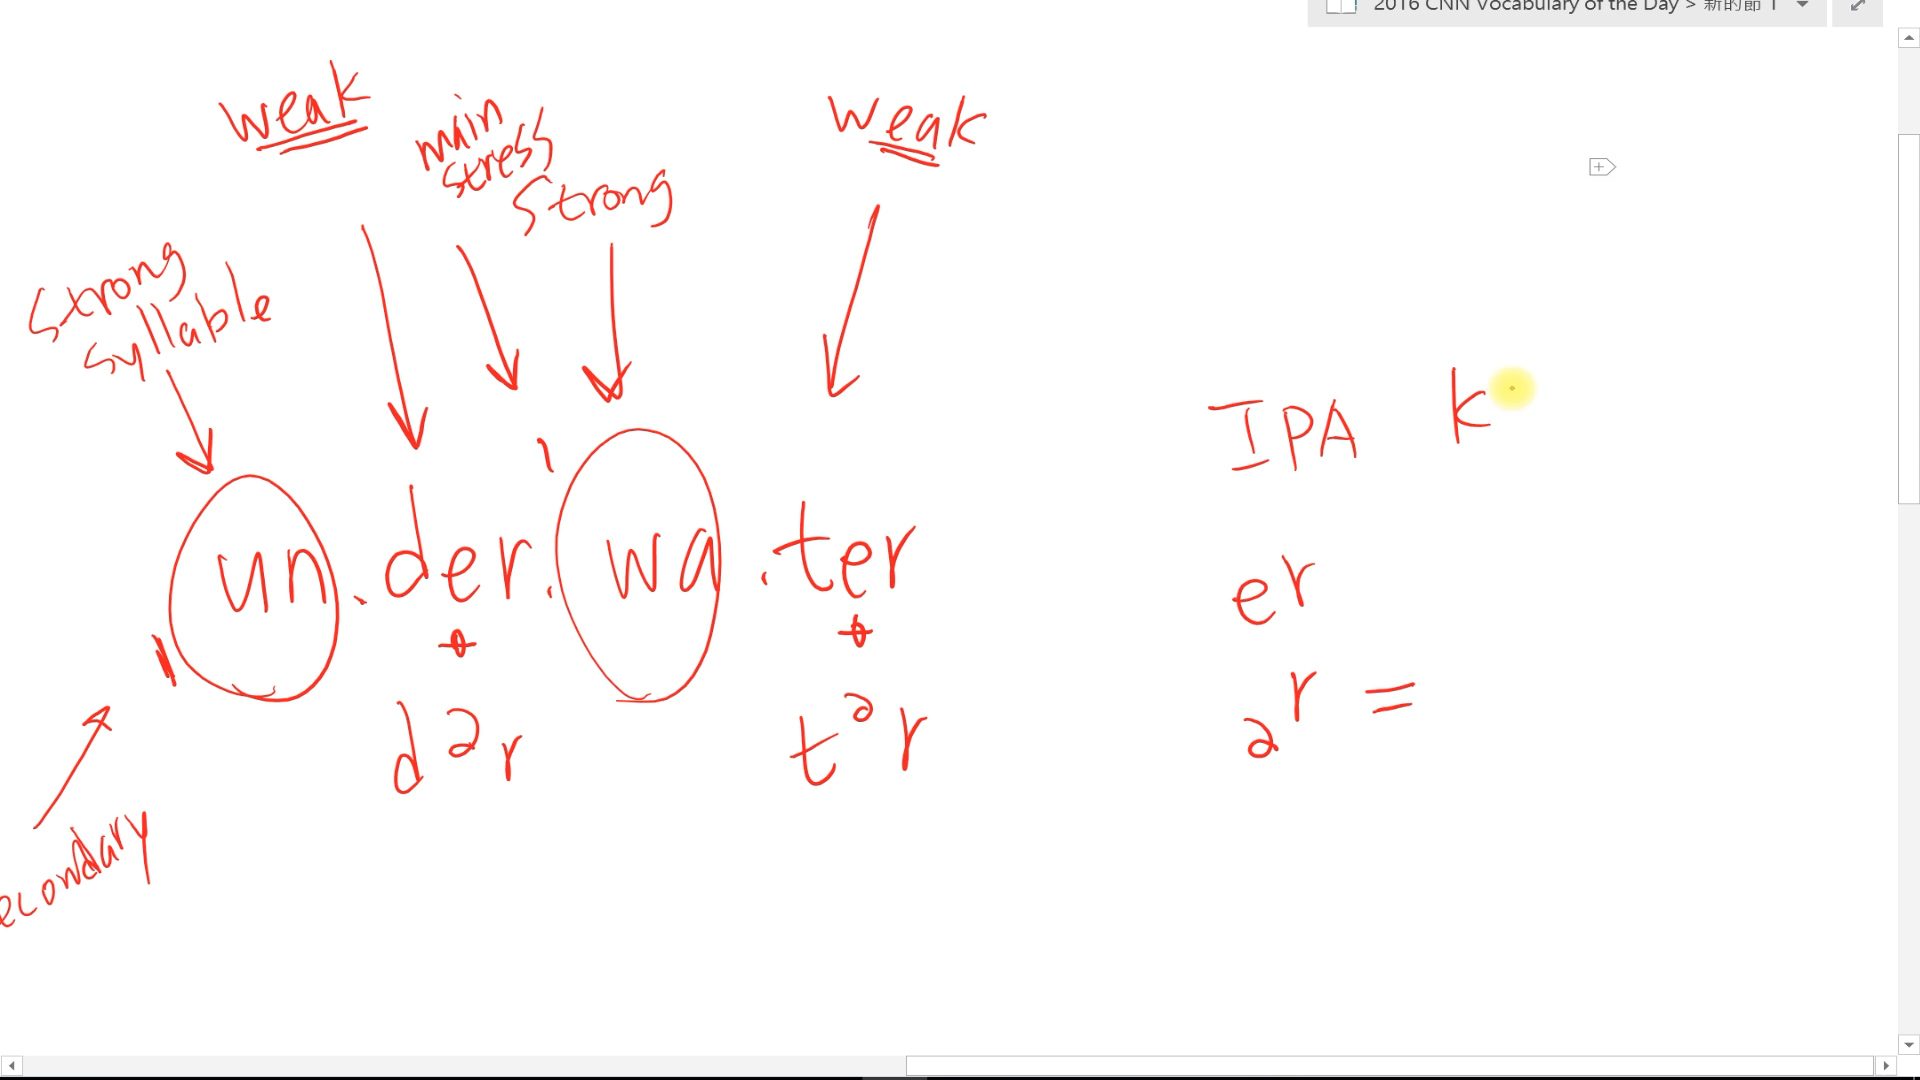 2016 CNN Vocabulary of the Day > 新的節 1
weak
main
stress
strong
weak
strong
syllable
un.der.'wa.ter
dər
tər
econdary
IPA k
er
ər =